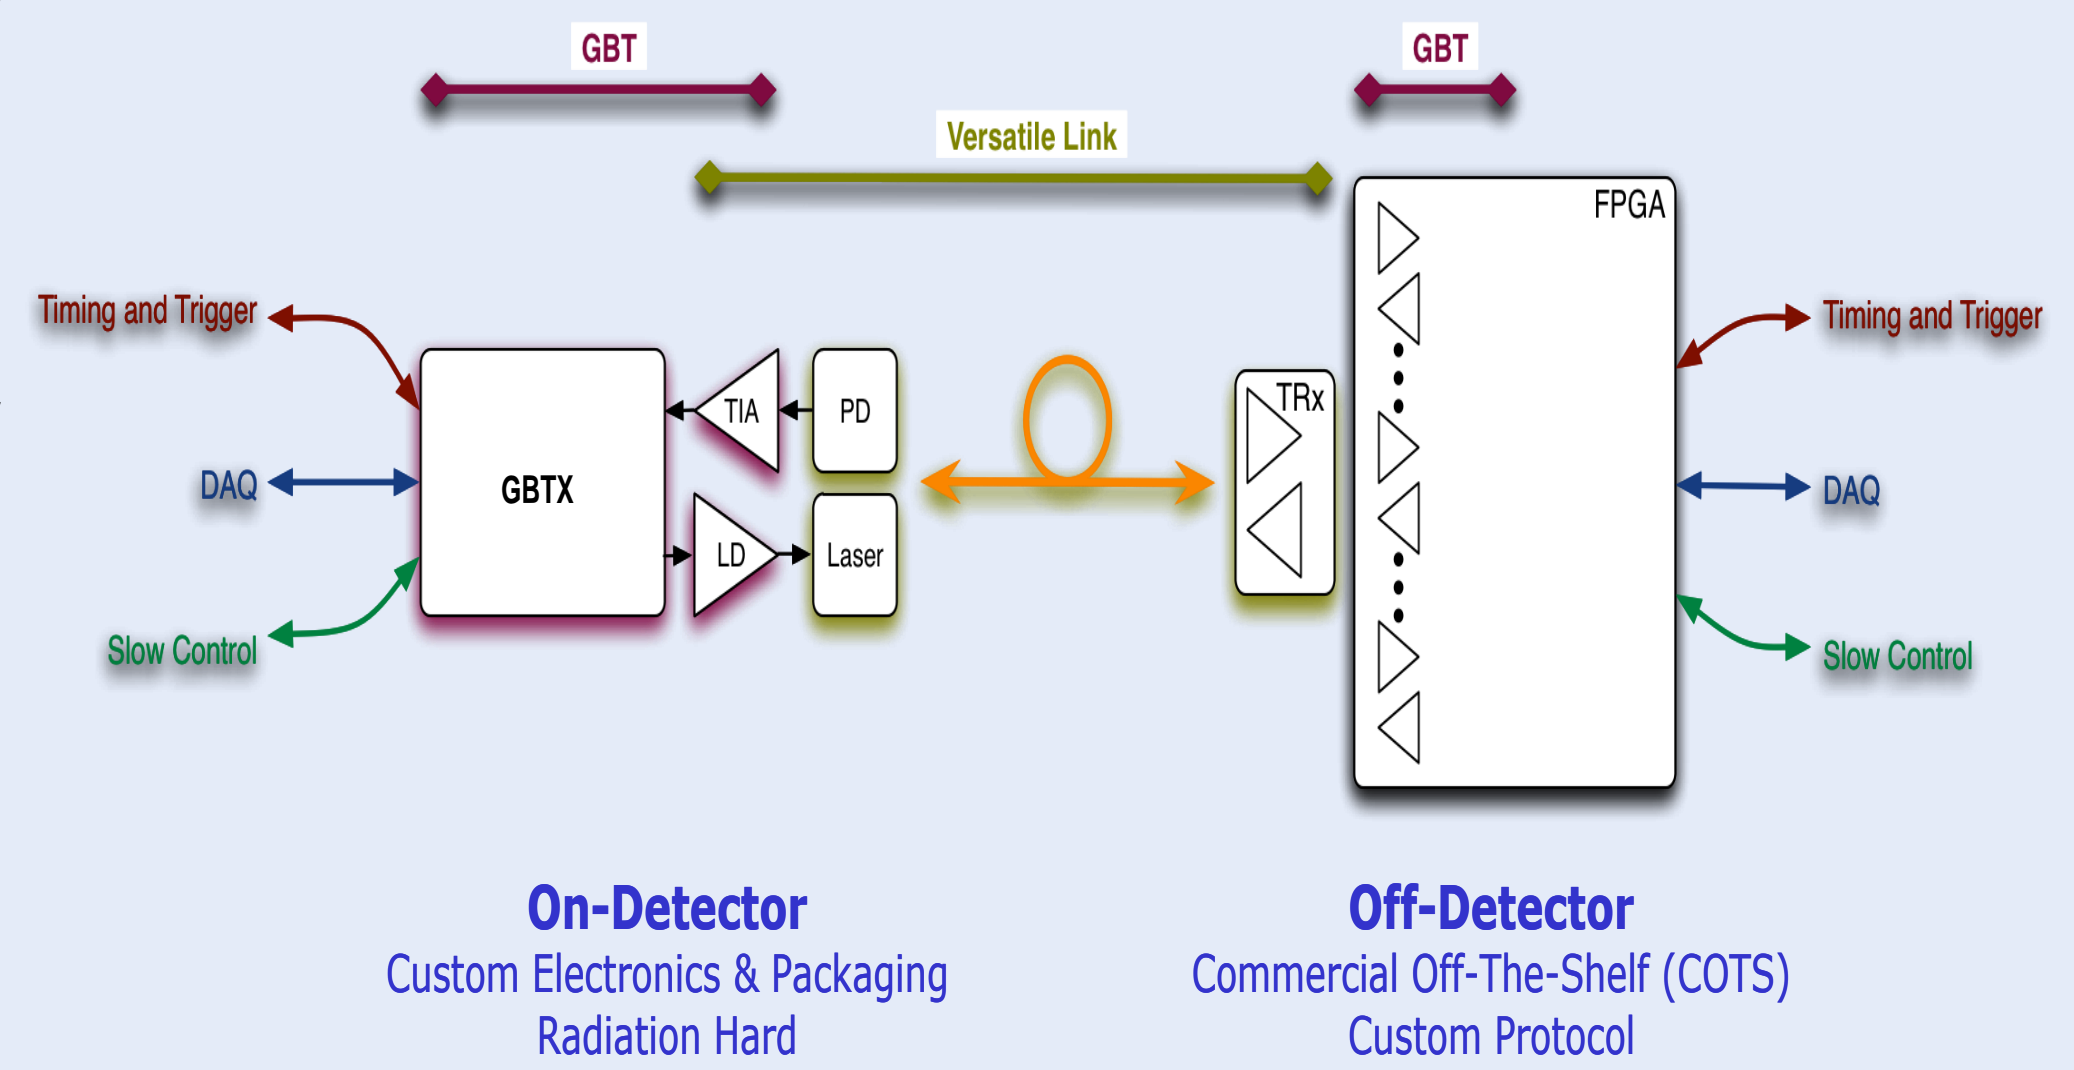 GBT
GBT
Versatile Link
FPGA
Timing and Trigger
Timing and Trigger
TIA
PD
TRx
DAQ
GBTX
DAQ
LD
Laser
Slow Control
Slow Control
On-Detector
Custom Electronics & Packaging
Radiation Hard
Off-Detector
Commercial Off-The-Shelf (COTS)
Custom Protocol